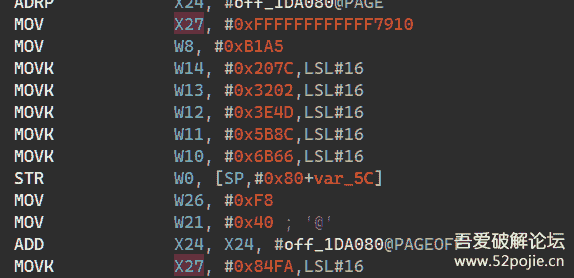 ADRP X24, #off_1DA080@PAGE
MOV X27, #0xFFFFFFFFFFFF7910
MOV W8, #0xB1A5
MOVK W14, #0x207C,LSL#16
MOVK W13, #0x3202,LSL#16
MOVK W12, #0x3E4D,LSL#16
MOVK W11, #0x5B8C,LSL#16
MOVK W10, #0x6B66,LSL#16
STR W0, [SP,#0x80+var_5C]
MOV W26, #0xF8
MOV W21, #0x40 ; '@'
ADD X24, X24, #off_1DA080@PAGEOF
MOVK X27, #0x84FA,LSL#16
吾爱破解论坛
www.52pojie.cn